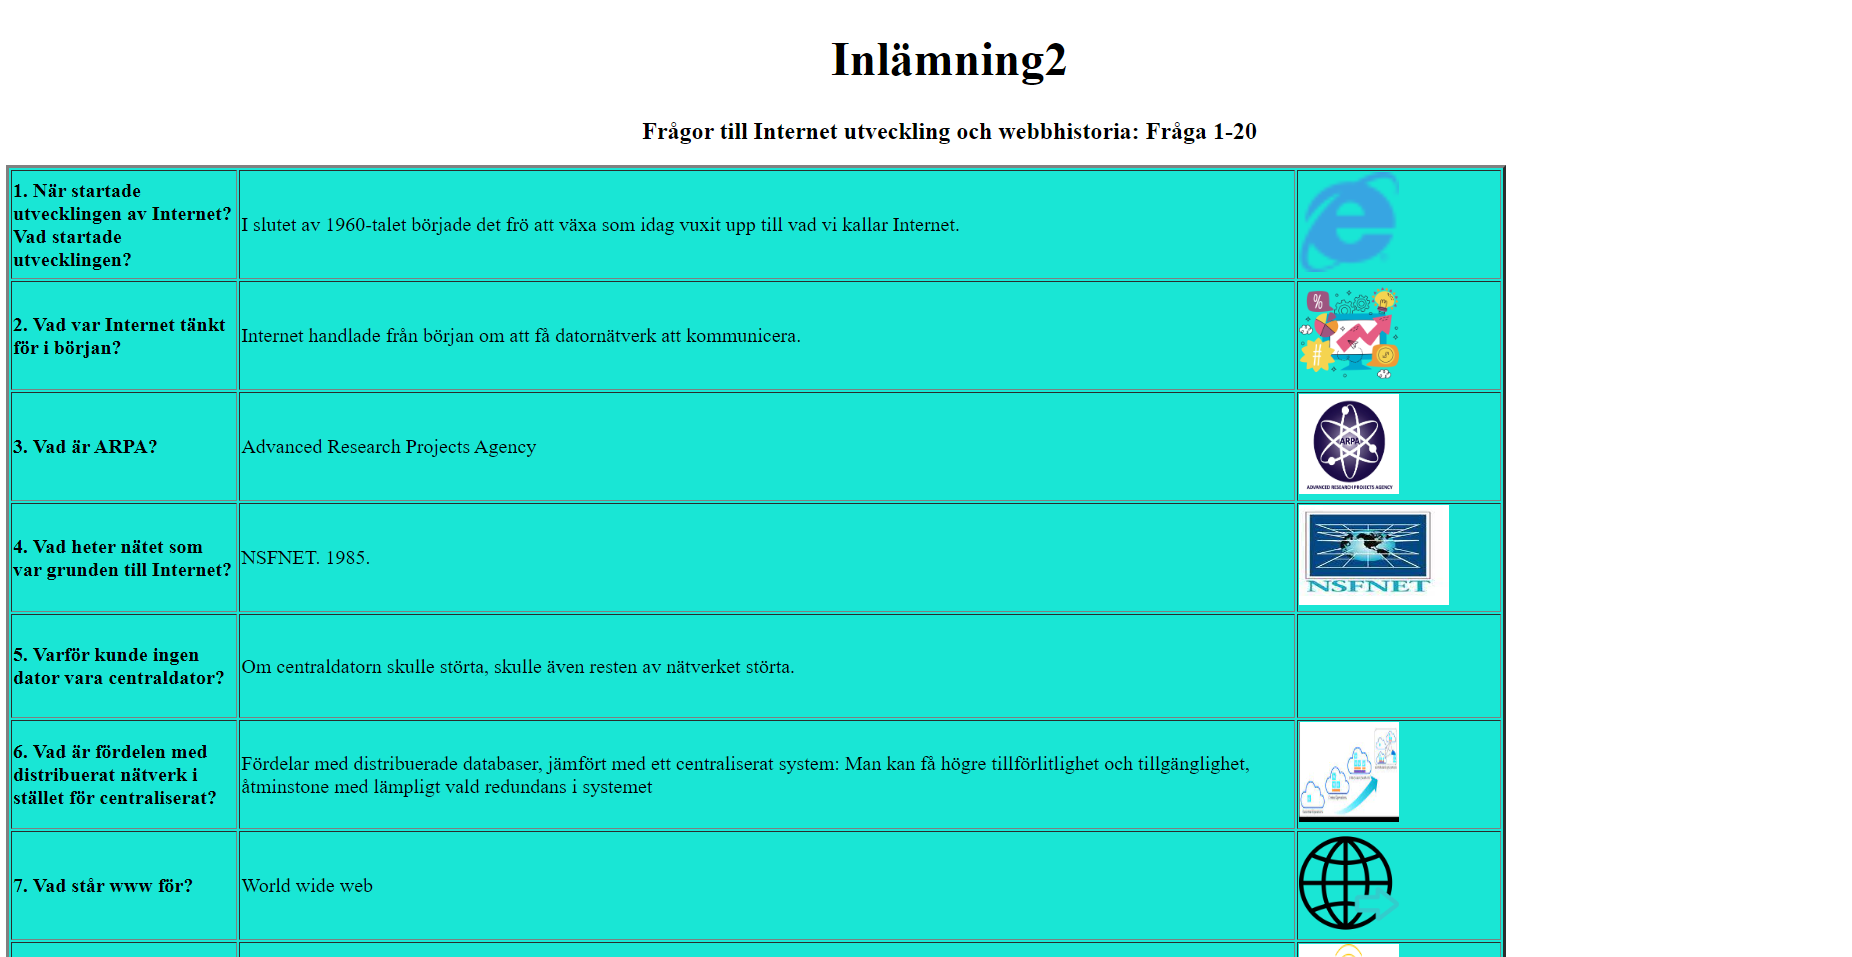 Inlämning2
Frågor till Internet utveckling och webbhistoria: Fråga 1-20
1. När startade
utvecklingen av Internet?
Vad startade
utvecklingen?
I slutet av 1960-talet började det frö att växa som idag vuxit upp till vad vi kallar Internet.
2. Vad var Internet tänkt
för i början?
Internet handlade från början om att få datornätverk att kommunicera.
%
#
$
3. Vad är ARPA?
Advanced Research Projects Agency
ARPA
ADVANCED RESEARCH PROJECTS AGENCY
4. Vad heter nätet som
var grunden till Internet?
NSFNET. 1985.
NSFNET
5. Varför kunde ingen
dator vara centraldator?
Om centraldatorn skulle störta, skulle även resten av nätverket störta.
6. Vad är fördelen med
distribuerat nätverk i
stället för centraliserat?
Fördelar med distribuerade databaser, jämfört med ett centraliserat system: Man kan få högre tillförlitlighet och tillgänglighet,
åtminstone med lämpligt vald redundans i systemet
7. Vad står www för?
World wide web